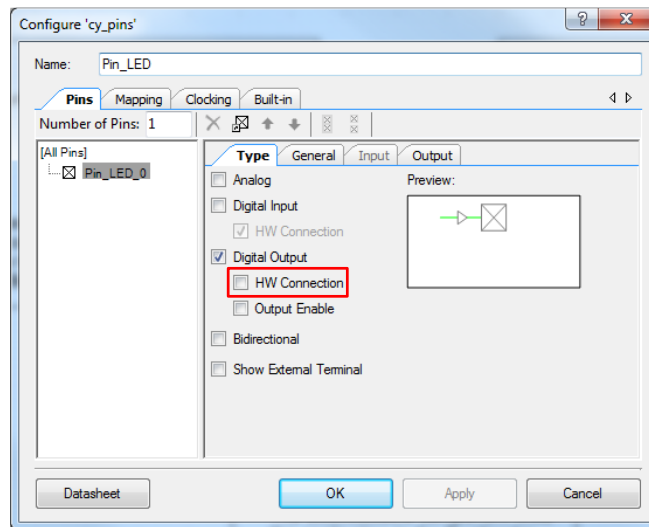 Configure 'cy_pins'
Name: Pin_LED
Pins Mapping Clocking Built-in
Number of Pins: 1
[All Pins]
Pin_LED_0
Type General Input Output
Analog
Preview:
Digital Input
HW Connection
Digital Output
HW Connection
Output Enable
Bidirectional
Show External Terminal
Datasheet OK Apply Cancel